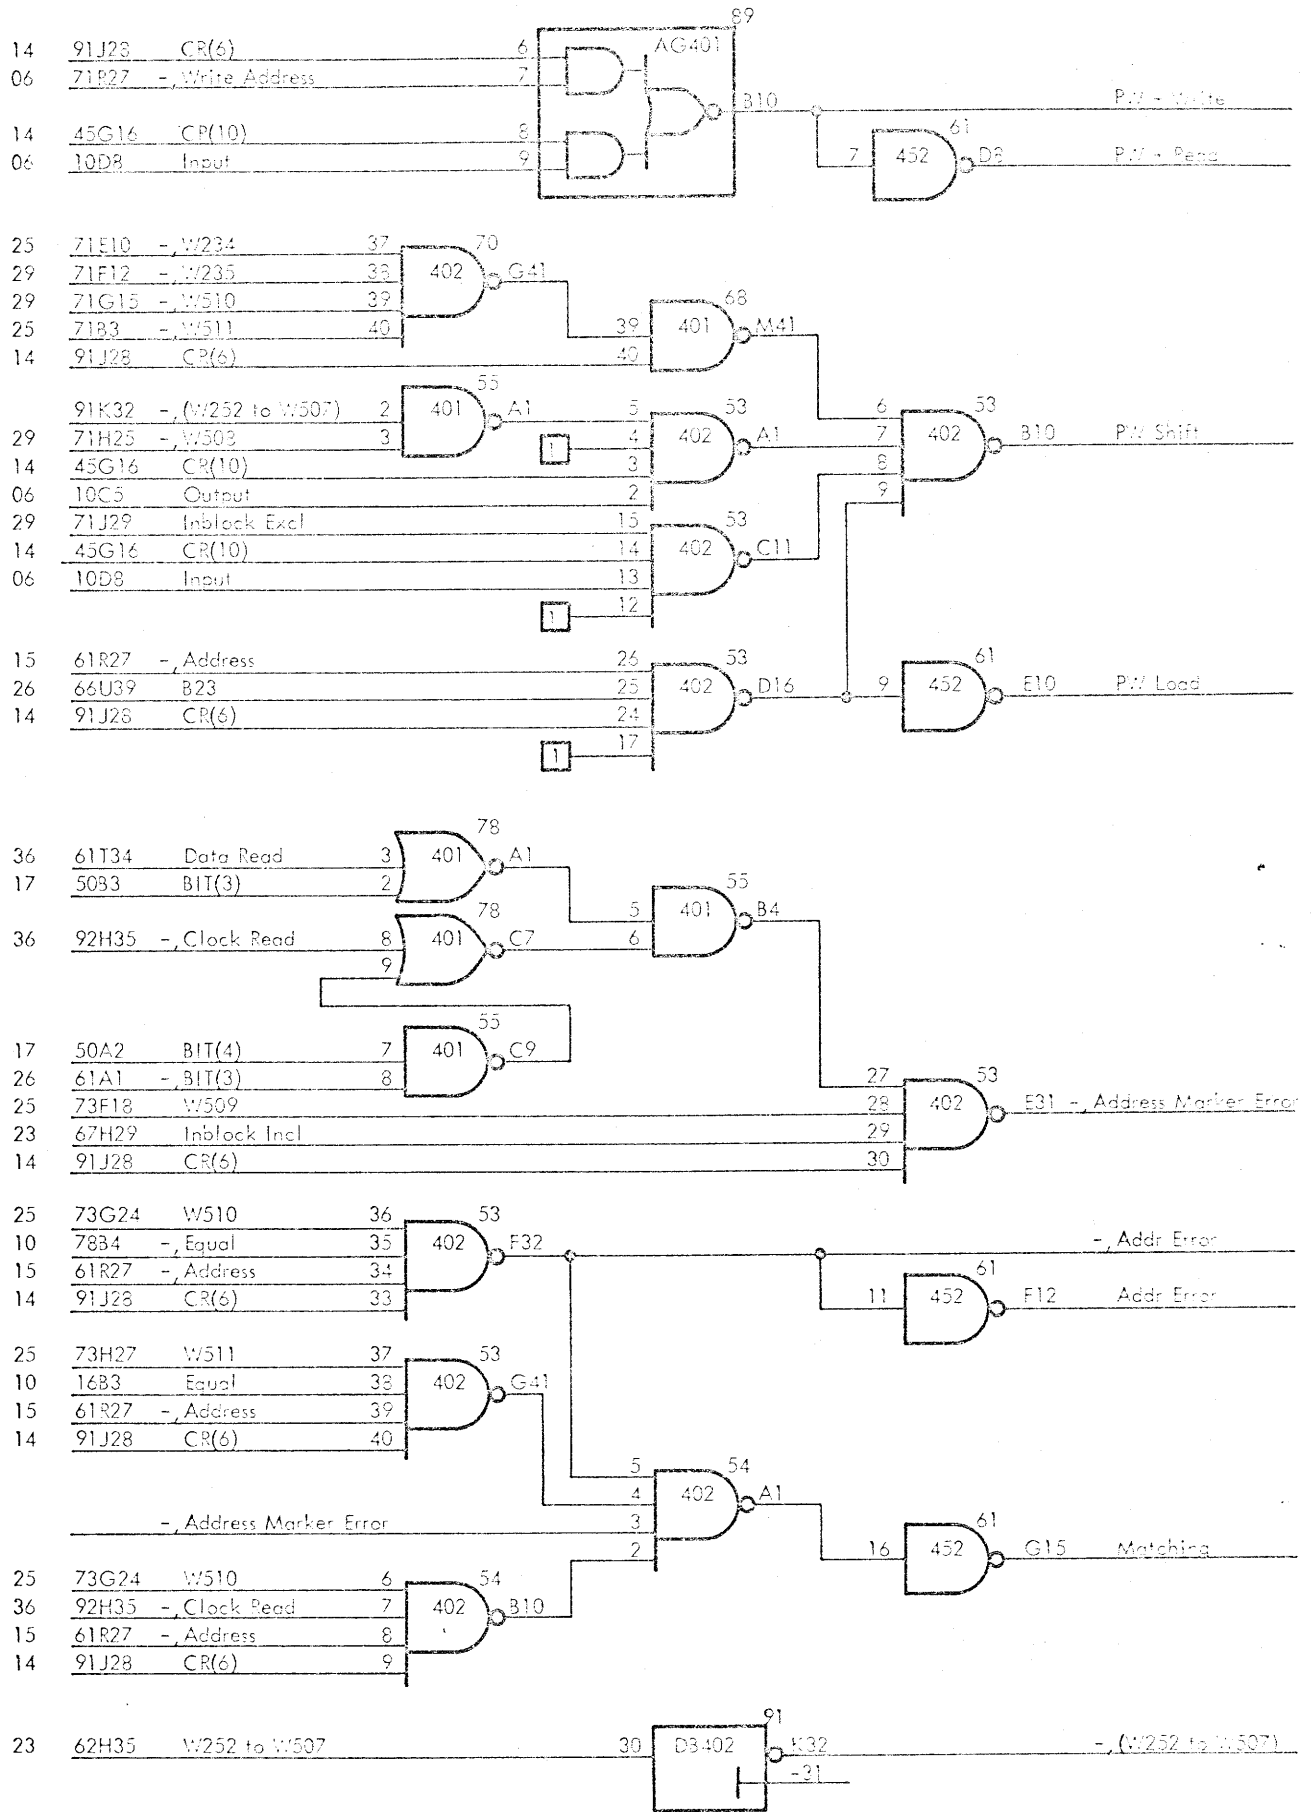 89
14 91J28 CR(6) 6 AG401
06 71R27 -,Write Address 7
B10 PW - Write
14 45G16 CP(10) 8 61
06 10D8 Input 9 7 452 D8 PW - Read
25 71E10 -,W234 37 70
29 71F12 -,W235 38 402 G41
29 71G15 -,W510 39 68
25 71B3 -,W511 40 39 401 M41
14 91J28 CR(6) 40
55
91K32 -,(W252 to W507) 2 401 A1 5 53 6 53
29 71H25 -,W508 3 1 4 402 A1 7 402 B10 PW Shift
14 45G16 CR(10) 3 8
06 10C5 Output 2 9
29 71J29 Inblock Excl 15 53
14 45G16 CR(10) 14 402 C11
06 10D8 Input 13
1 12
15 61R27 -,Address 26 53 61
26 66U39 B23 25 402 D16 9 452 E10 PW Load
14 91J28 CR(6) 24
1 17
78
36 61T34 Data Read 3 401 A1
17 50B3 BIT(3) 2 55
78 5 401 B4
36 92H35 -,Clock Read 8 401 C7 6
9
55
17 50A2 BIT(4) 7 401 C9
26 61A1 -,BIT(3) 8 27 53
25 73F18 W509 28 402 E31 -,Address Marker Error
23 67H29 Inblock Incl 29
14 91J28 CR(6) 30
25 73G24 W510 36 53
10 78B4 -,Equal 35 402 F32 -,Addr Error
15 61R27 -,Address 34 61
14 91J28 CR(6) 33 11 452 F12 Addr Error
25 73H27 W511 37 53
10 16B3 Equal 38 402 G41
15 61R27 -,Address 39
14 91J28 CR(6) 40
5 54
4 402 A1
-,Address Marker Error 3 61
2 16 452 G15 Matching
25 73G24 W510 6 54
36 92H35 -,Clock Read 7 402 B10
15 61R27 -,Address 8
14 91J28 CR(6) 9
91
23 62H35 W252 to W507 30 DB402 K32 -,(W252 to W507)
-31